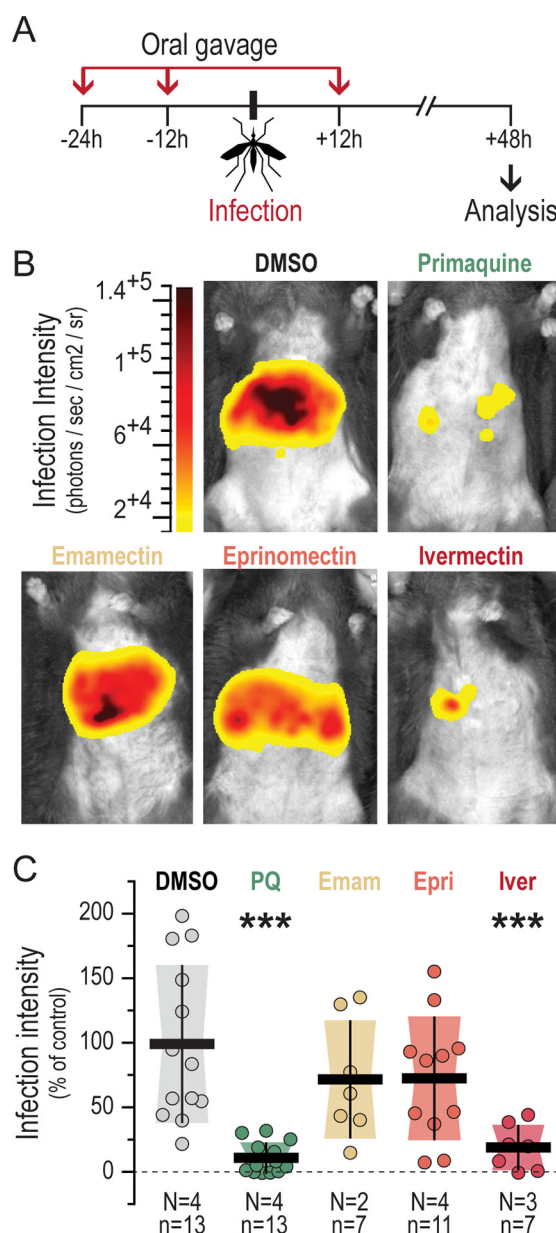 A
Oral gavage
-24h -12h +12h +48h
Infection
Analysis
B
DMSO Primaquine
Infection Intensity
(photons / sec / cm2 / sr)
1.4+5
1+5
6+4
2+4
Emamectin Eprinomectin Ivermectin
C
DMSO PQ Emam Epri Iver
*** ***
Infection intensity
(% of control)
200
150
100
50
0
N=4 N=4 N=2 N=4 N=3
n=13 n=13 n=7 n=11 n=7